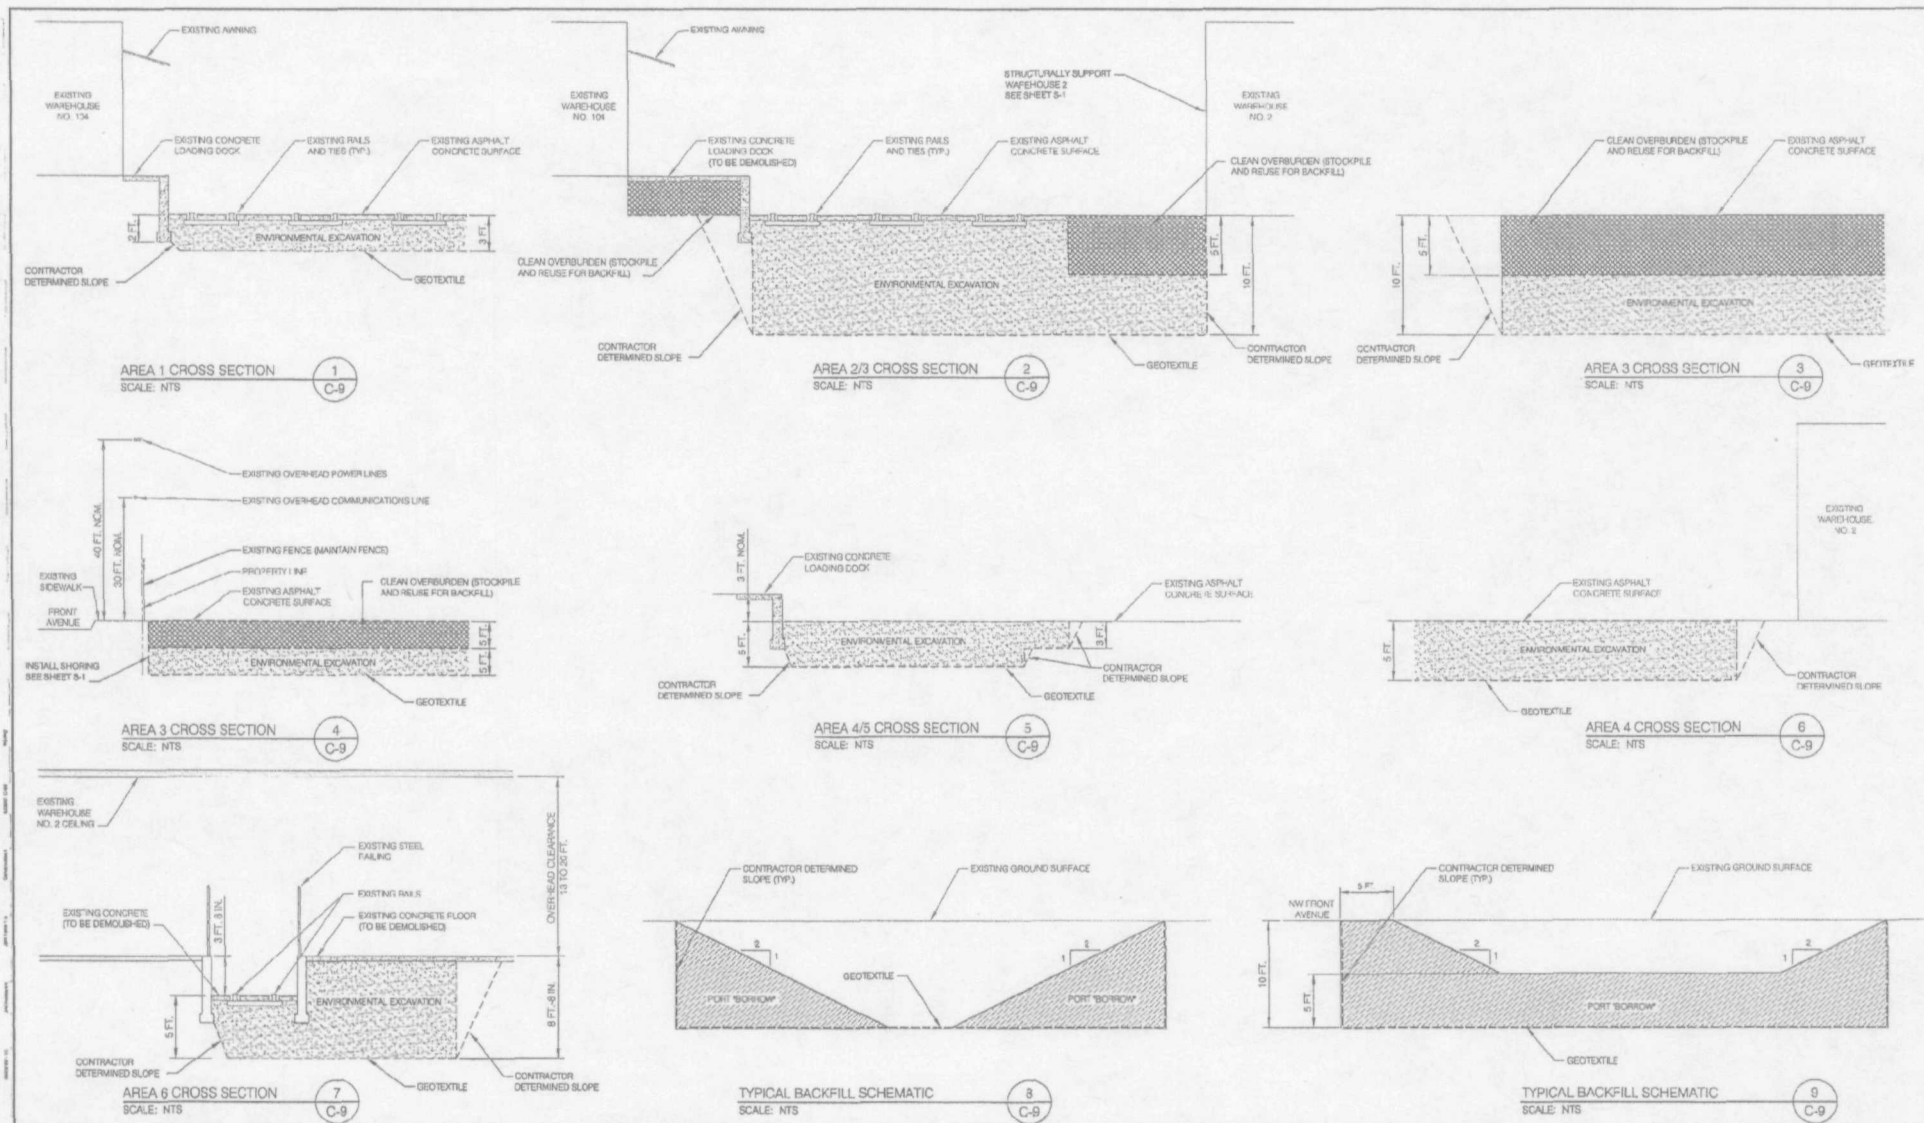 EXISTING AWNING
EXISTING
WAREHOUSE
NO. 104
EXISTING CONCRETE
LOADING DOCK
EXISTING RAILS
AND TIES (TYP.)
EXISTING ASPHALT
CONCRETE SURFACE
2 FT.
3 FT.
ENVIRONMENTAL EXCAVATION
CONTRACTOR
DETERMINED SLOPE
GEOTEXTILE
AREA 1 CROSS SECTION
SCALE: NTS
1
C-9
EXISTING AWNING
EXISTING
WAREHOUSE
NO. 104
STRUCTURALLY SUPPORT
WAREHOUSE 2
SEE SHEET S-1
EXISTING
WAREHOUSE
NO. 2
EXISTING CONCRETE
LOADING DOCK
(TO BE DEMOLISHED)
EXISTING RAILS
AND TIES (TYP.)
EXISTING ASPHALT
CONCRETE SURFACE
CLEAN OVERBURDEN (STOCKPILE
AND REUSE FOR BACKFILL)
CLEAN OVERBURDEN (STOCKPILE
AND REUSE FOR BACKFILL)
ENVIRONMENTAL EXCAVATION
5 FT.
10 FT.
CONTRACTOR
DETERMINED SLOPE
CONTRACTOR
DETERMINED SLOPE
GEOTEXTILE
AREA 2/3 CROSS SECTION
SCALE: NTS
2
C-9
CLEAN OVERBURDEN (STOCKPILE
AND REUSE FOR BACKFILL)
EXISTING ASPHALT
CONCRETE SURFACE
10 FT.
5 FT.
ENVIRONMENTAL EXCAVATION
CONTRACTOR
DETERMINED SLOPE
GEOTEXTILE
AREA 3 CROSS SECTION
SCALE: NTS
3
C-9
EXISTING OVERHEAD POWER LINES
EXISTING OVERHEAD COMMUNICATIONS LINE
40 FT. NOM.
30 FT. NOM.
EXISTING FENCE (MAINTAIN FENCE)
PROPERTY LINE
EXISTING
SIDEWALK
EXISTING ASPHALT
CONCRETE SURFACE
CLEAN OVERBURDEN (STOCKPILE
AND REUSE FOR BACKFILL)
FRONT
AVENUE
5 FT.
5 FT.
ENVIRONMENTAL EXCAVATION
INSTALL SHORING
SEE SHEET S-1
GEOTEXTILE
AREA 3 CROSS SECTION
SCALE: NTS
4
C-9
3 FT. NOM.
EXISTING CONCRETE
LOADING DOCK
EXISTING ASPHALT
CONCRETE SURFACE
5 FT.
ENVIRONMENTAL EXCAVATION
3 FT.
CONTRACTOR
DETERMINED SLOPE
CONTRACTOR
DETERMINED SLOPE
GEOTEXTILE
AREA 4/5 CROSS SECTION
SCALE: NTS
5
C-9
EXISTING
WAREHOUSE
NO. 2
EXISTING ASPHALT
CONCRETE SURFACE
5 FT.
ENVIRONMENTAL EXCAVATION
CONTRACTOR
DETERMINED SLOPE
GEOTEXTILE
AREA 4 CROSS SECTION
SCALE: NTS
6
C-9
EXISTING
WAREHOUSE
NO. 2 CEILING
OVERHEAD CLEARANCE
13 TO 20 FT.
EXISTING STEEL
RAILING
EXISTING RAILS
EXISTING CONCRETE
(TO BE DEMOLISHED)
3 FT. 8 IN.
EXISTING CONCRETE FLOOR
(TO BE DEMOLISHED)
ENVIRONMENTAL EXCAVATION
5 FT.
8 FT.-8 IN.
CONTRACTOR
DETERMINED SLOPE
GEOTEXTILE
CONTRACTOR
DETERMINED SLOPE
AREA 6 CROSS SECTION
SCALE: NTS
7
C-9
CONTRACTOR DETERMINED
SLOPE (TYP.)
EXISTING GROUND SURFACE
2
1
2
1
GEOTEXTILE
PORT "BORROW"
PORT "BORROW"
TYPICAL BACKFILL SCHEMATIC
SCALE: NTS
8
C-9
CONTRACTOR DETERMINED
SLOPE (TYP.)
EXISTING GROUND SURFACE
5 FT.
NW FRONT
AVENUE
10 FT.
5 FT.
2
1
2
1
PORT "BORROW"
GEOTEXTILE
TYPICAL BACKFILL SCHEMATIC
SCALE: NTS
9
C-9